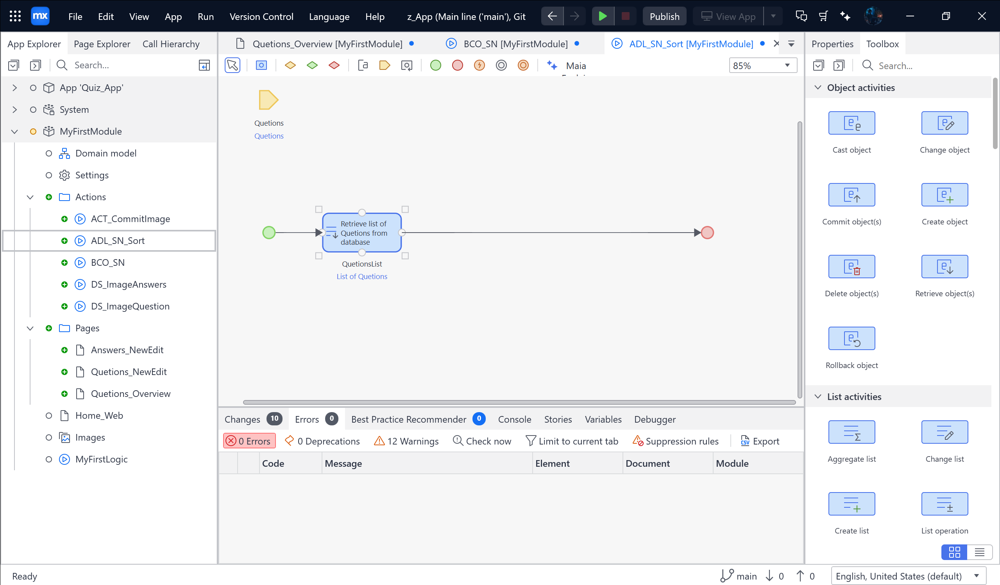 mx
File Edit View App Run Version Control Language Help z_App (Main line ('main'), Git Publish View App
App Explorer Page Explorer Call Hierarchy
Search...
App 'Quiz_App'
System
MyFirstModule
Domain model
Settings
Actions
ACT_CommitImage
ADL_SN_Sort
BCO_SN
DS_ImageAnswers
DS_ImageQuestion
Pages
Answers_NewEdit
Quetions_NewEdit
Quetions_Overview
Home_Web
Images
MyFirstLogic
Quetions_Overview [MyFirstModule] BCO_SN [MyFirstModule] ADL_SN_Sort [MyFirstModule]
Maia
85%
Quetions
Quetions
Retrieve list of
Quetions from
database
QuetionsList
List of Quetions
Changes 10 Errors 0 Best Practice Recommender 0 Console Stories Variables Debugger
0 Errors 0 Deprecations 12 Warnings Check now Limit to current tab Suppression rules CSV Export
Code Message Element Document Module
Properties Toolbox
Search...
Object activities
Cast object Change object
Commit object(s) Create object
Delete object(s) Retrieve object(s)
Rollback object
List activities
Aggregate list Change list
Create list List operation
Ready
main 0 0 English, United States (default)